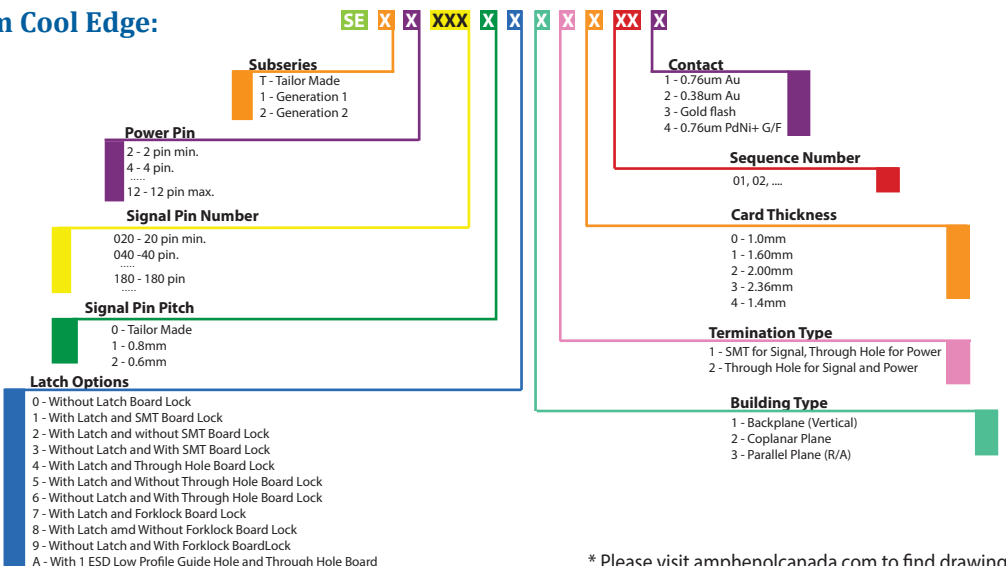 m Cool Edge:
SE X X XXX X X X X X XX X
Subseries
T - Tailor Made
1 - Generation 1
2 - Generation 2
Power Pin
2 - 2 pin min.
4 - 4 pin.
.....
12 - 12 pin max.
Signal Pin Number
020 - 20 pin min.
040 -40 pin.
.....
180 - 180 pin
.....
Signal Pin Pitch
0 - Tailor Made
1 - 0.8mm
2 - 0.6mm
Latch Options
0 - Without Latch Board Lock
1 - With Latch and SMT Board Lock
2 - With Latch and without SMT Board Lock
3 - Without Latch and With SMT Board Lock
4 - With Latch and Through Hole Board Lock
5 - With Latch and Without Through Hole Board Lock
6 - Without Latch and With Through Hole Board Lock
7 - With Latch and Forklock Board Lock
8 - With Latch amd Without Forklock Board Lock
9 - Without Latch and With Forklock BoardLock
A - With 1 ESD Low Profile Guide Hole and Through Hole Board
Contact
1 - 0.76um Au
2 - 0.38um Au
3 - Gold flash
4 - 0.76um PdNi+ G/F
Sequence Number
01, 02, ....
Card Thickness
0 - 1.0mm
1 - 1.60mm
2 - 2.00mm
3 - 2.36mm
4 - 1.4mm
Termination Type
1 - SMT for Signal, Through Hole for Power
2 - Through Hole for Signal and Power
Building Type
1 - Backplane (Vertical)
2 - Coplanar Plane
3 - Parallel Plane (R/A)
* Please visit amphenolcanada.com to find drawing